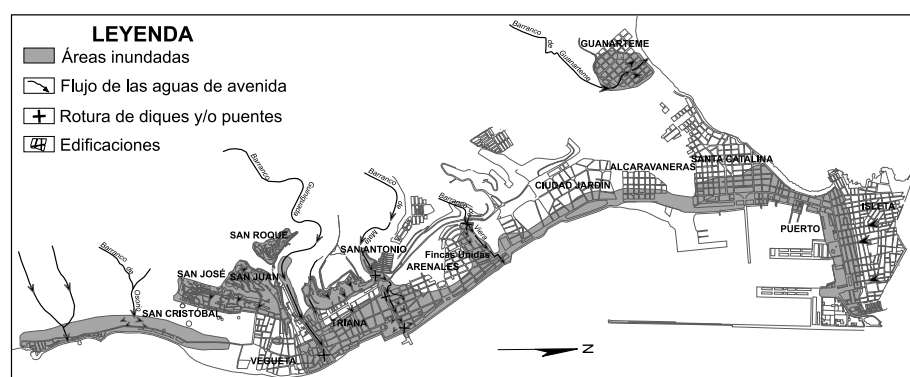 LEYENDA
Áreas inundadas
Flujo de las aguas de avenida
Rotura de diques y/o puentes
Edificaciones
Barranco de Guanarteme
GUANARTEME
SANTA CATALINA
ALCARAVANERAS
CIUDAD JARDÍN
ISLETA
PUERTO
Barranco Guiniguada
Barranco de
Barranco
Viera
Fincas Unidas
SAN ROQUE
SAN ANTONIO
ARENALES
SAN JOSÉ
SAN JUAN
Barranco de
SAN CRISTÓBAL
TRIANA
VEGUETA
N